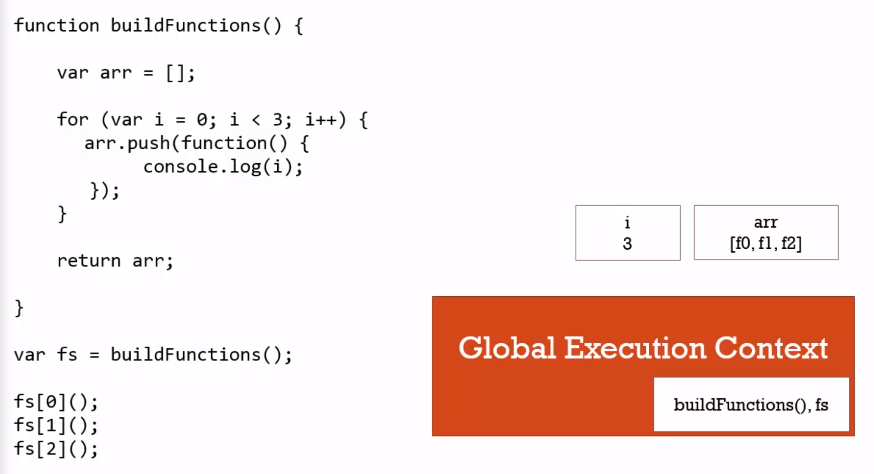 function buildFunctions() {
var arr = [];
for (var i = 0; i < 3; i++) {
arr.push(function() {
console.log(i);
});
}
return arr;
}
var fs = buildFunctions();
fs[0]();
fs[1]();
fs[2]();
i
3
arr
[f0, f1, f2]
Global Execution Context
buildFunctions(), fs